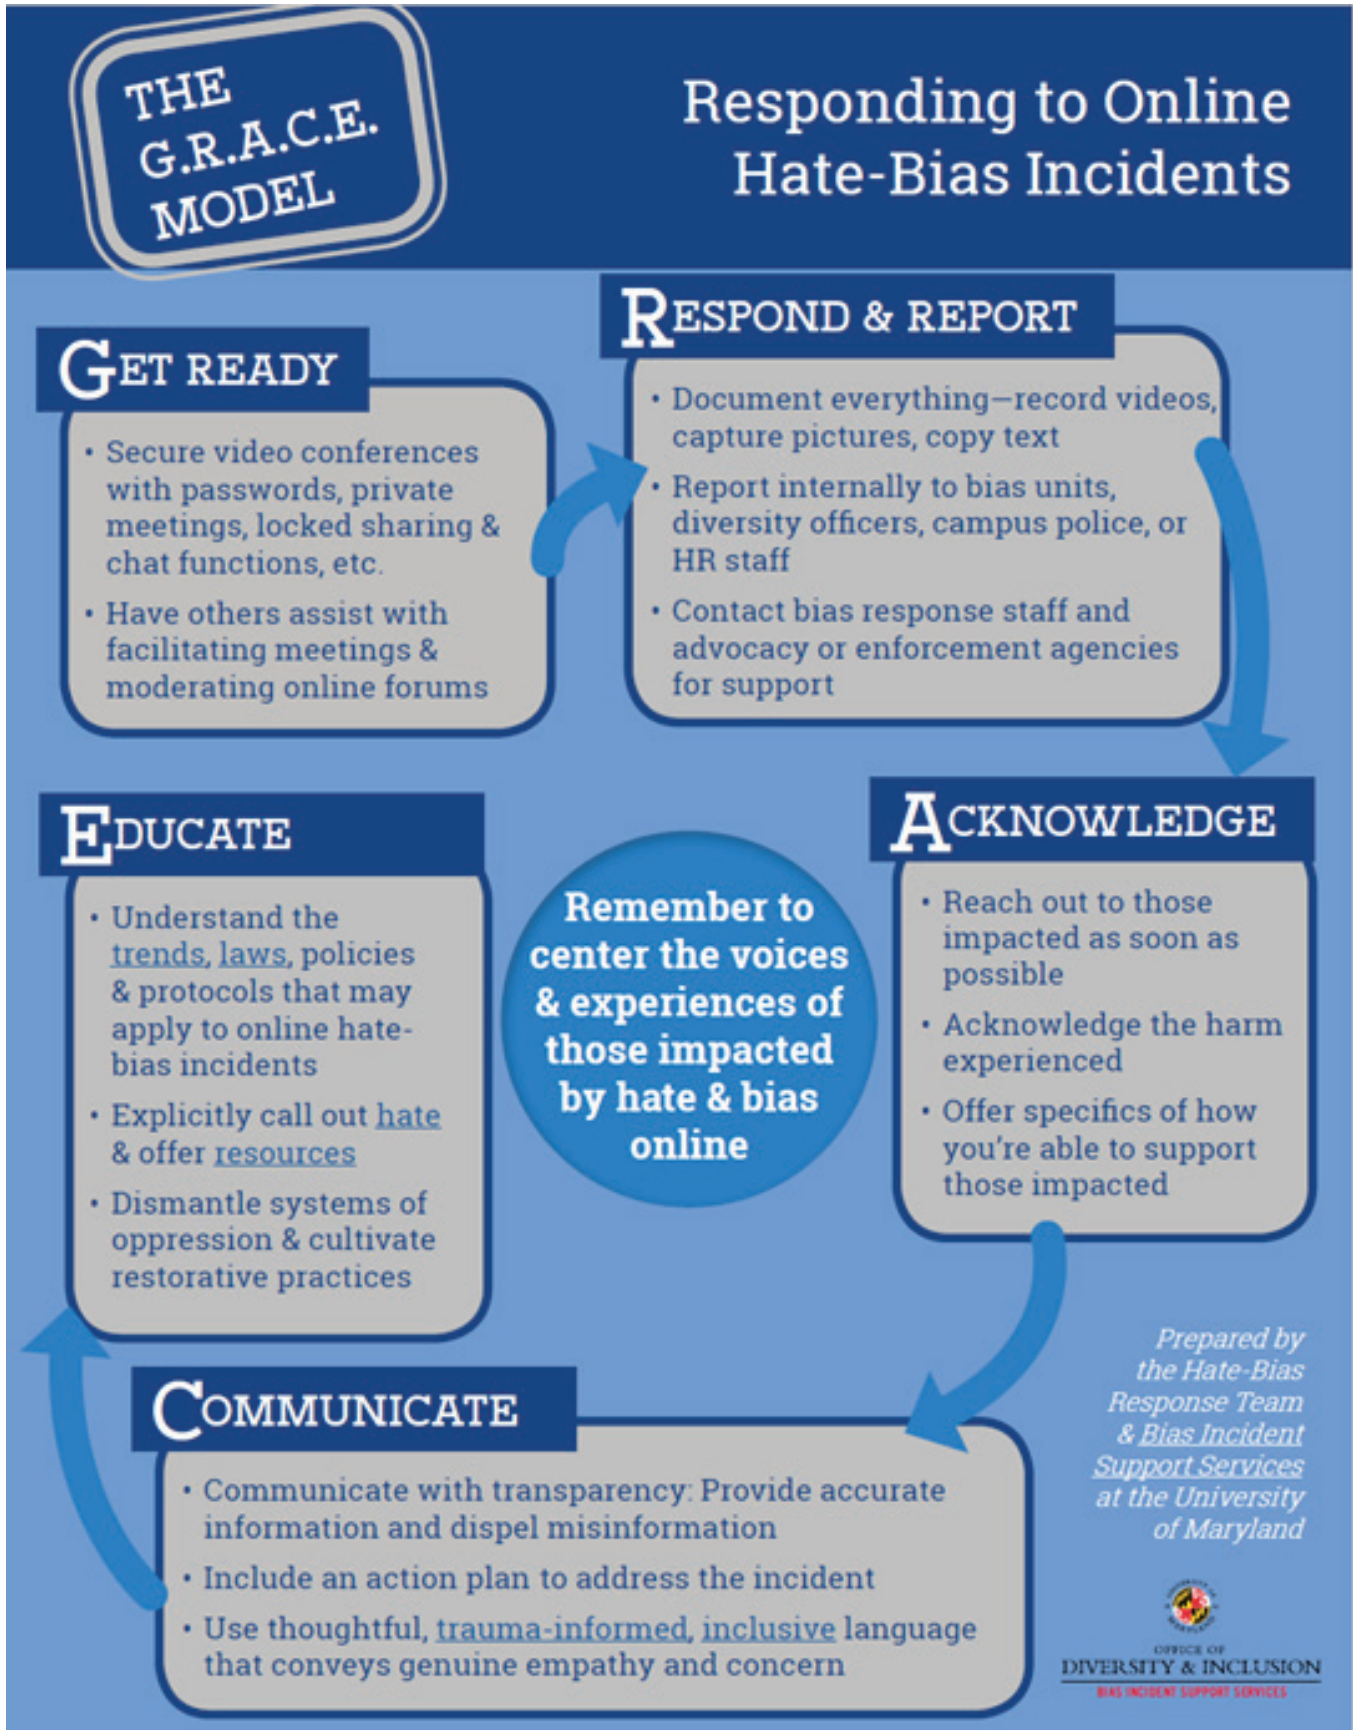 THE
G.R.A.C.E.
MODEL
Responding to Online
Hate-Bias Incidents
GET READY
• Secure video conferences
with passwords, private
meetings, locked sharing &
chat functions, etc.
• Have others assist with
facilitating meetings &
moderating online forums
RESPOND & REPORT
• Document everything—record videos,
capture pictures, copy text
• Report internally to bias units,
diversity officers, campus police, or
HR staff
• Contact bias response staff and
advocacy or enforcement agencies
for support
ACKNOWLEDGE
• Reach out to those
impacted as soon as
possible
• Acknowledge the harm
experienced
• Offer specifics of how
you're able to support
those impacted
COMMUNICATE
• Communicate with transparency: Provide accurate
information and dispel misinformation
• Include an action plan to address the incident
• Use thoughtful, trauma-informed, inclusive language
that conveys genuine empathy and concern
EDUCATE
• Understand the
trends, laws, policies
& protocols that may
apply to online hate-
bias incidents
• Explicitly call out hate
& offer resources
• Dismantle systems of
oppression & cultivate
restorative practices
Remember to
center the voices
& experiences of
those impacted
by hate & bias
online
Prepared by
the Hate-Bias
Response Team
& Bias Incident
Support Services
at the University
of Maryland
OFFICE OF
DIVERSITY & INCLUSION
BIAS INCIDENT SUPPORT SERVICES